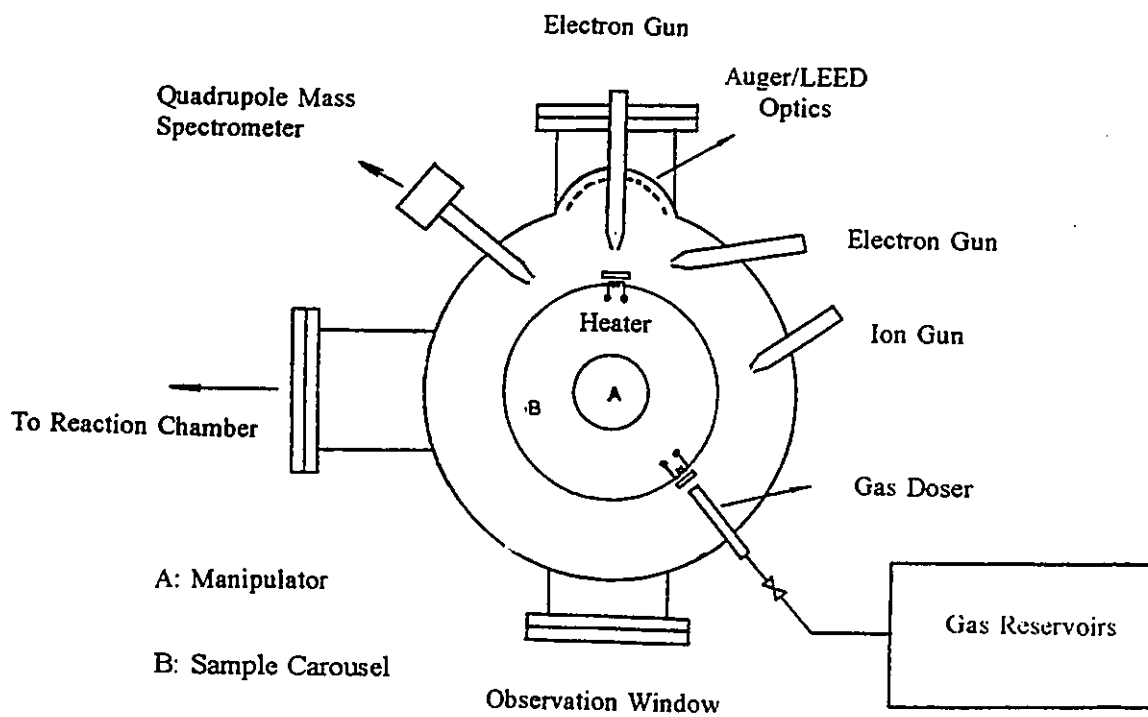 Electron Gun
Auger/LEED
Optics
Quadrupole Mass
Spectrometer
Electron Gun
Ion Gun
Heater
A
B
To Reaction Chamber
Gas Doser
A: Manipulator
Gas Reservoirs
B: Sample Carousel
Observation Window